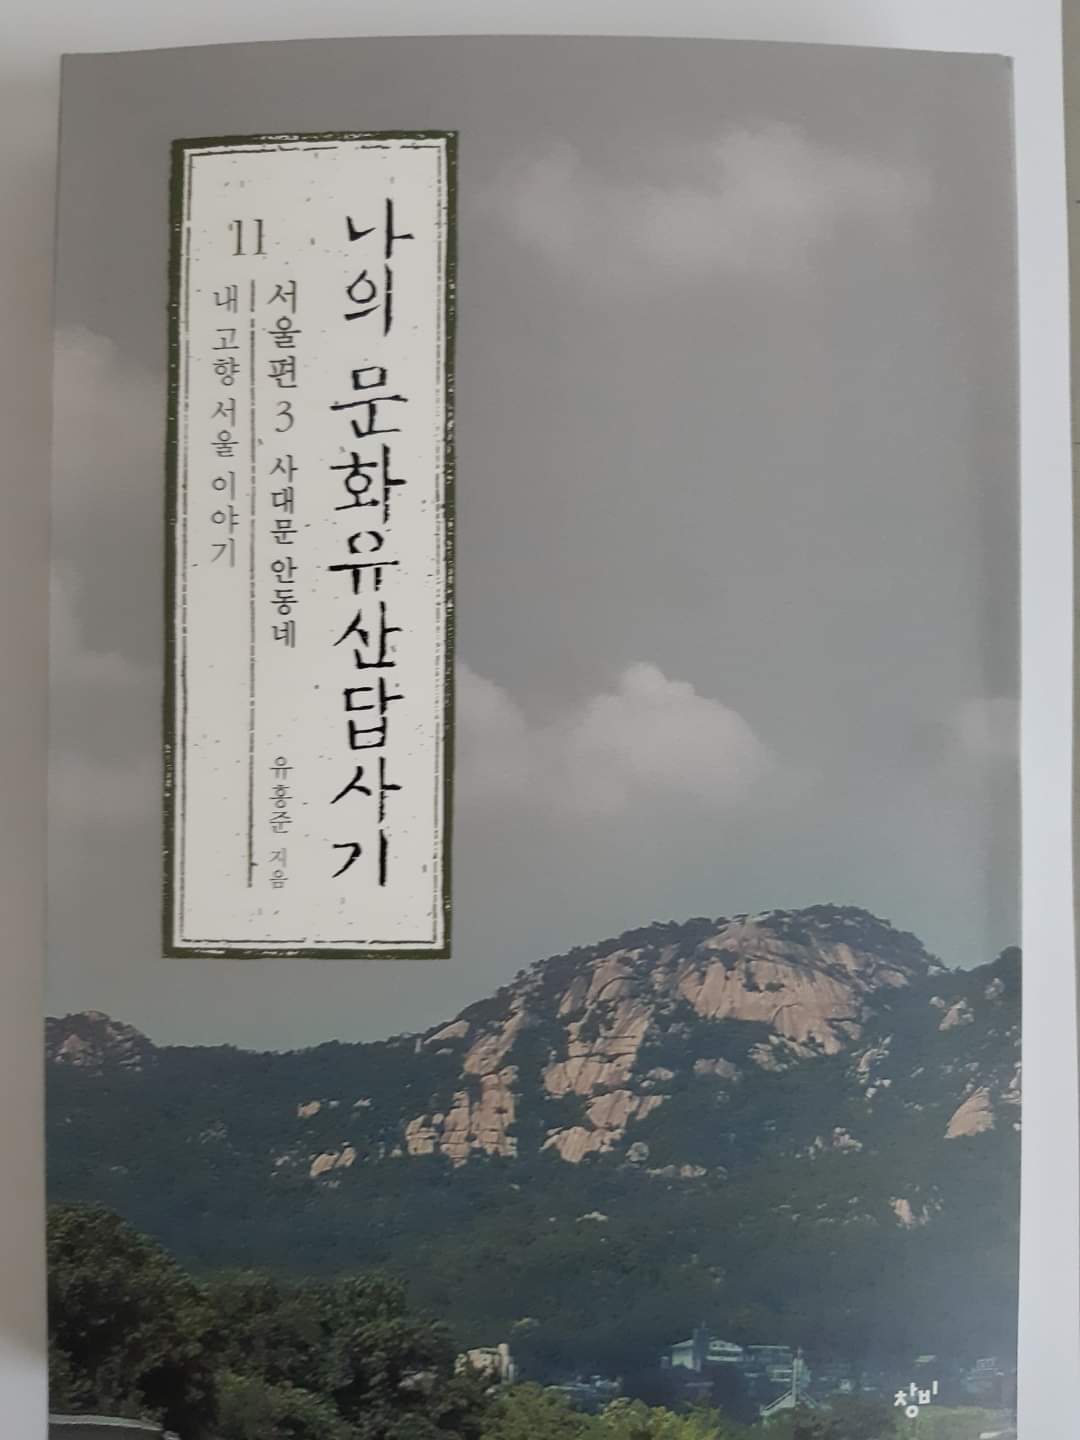 나의 문화유산답사기
11
서울편 3 사대문 안동네
유홍준 지음
내 고향 서울 이야기
창비